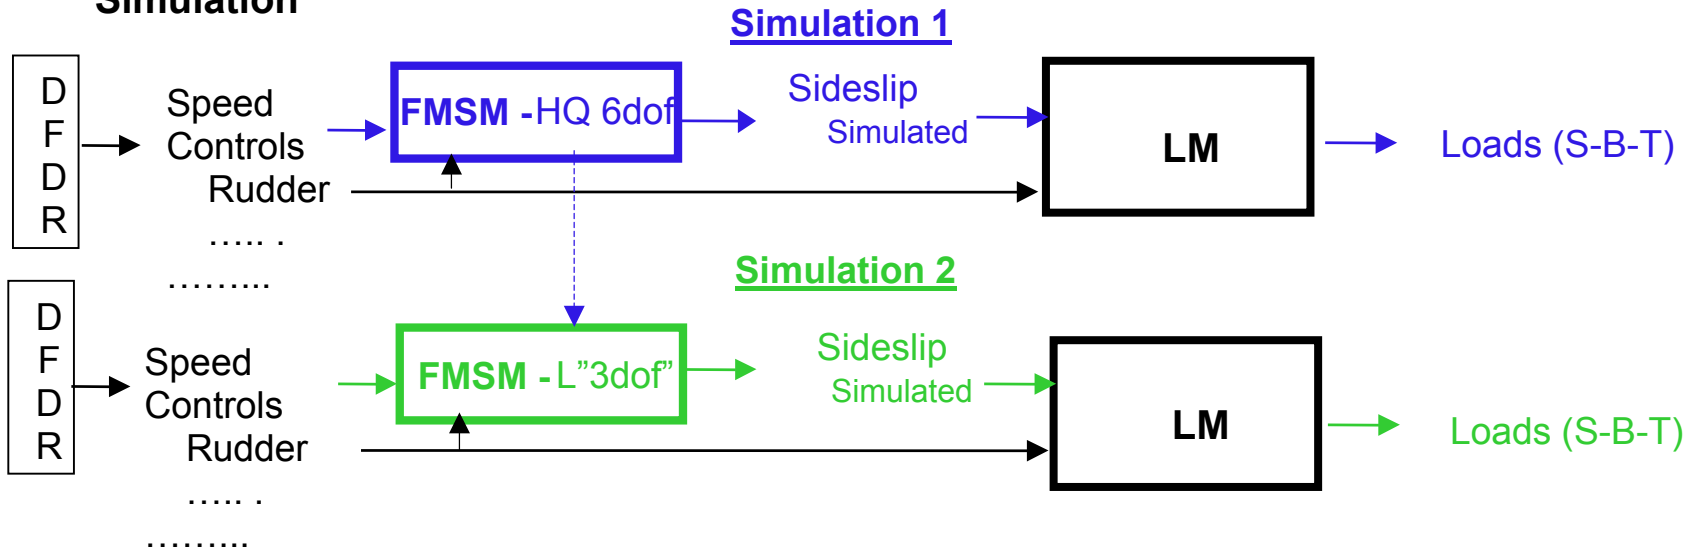 Simulation
Simulation 1
D
F
D
R
Speed
Controls
Rudder
….. .
……...
FMSM -HQ 6dof
Sideslip
Simulated
LM
Loads (S-B-T)
Simulation 2
D
F
D
R
Speed
Controls
Rudder
….. .
……...
FMSM - L”3dof”
Sideslip
Simulated
LM
Loads (S-B-T)